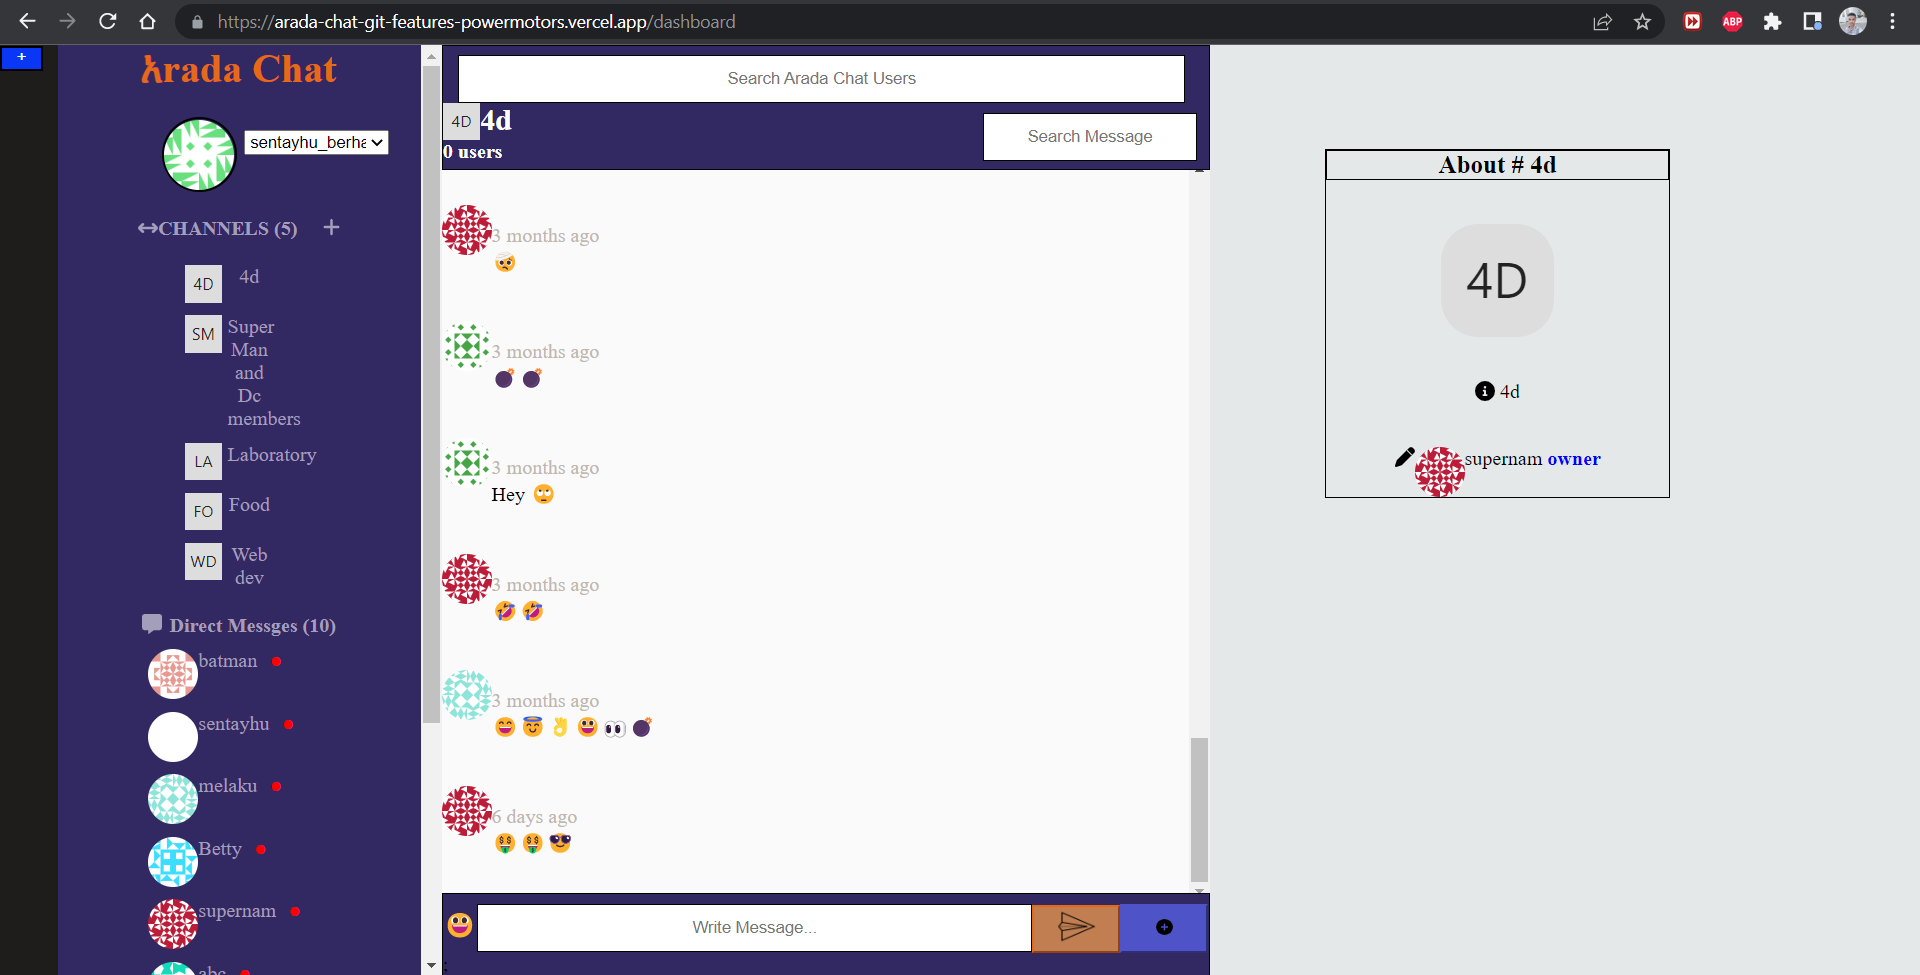 https://arada-chat-git-features-powermotors.vercel.app/dashboard
ABP
+
አrada Chat
sentayhu_berha
CHANNELS (5)
4D 4d
SM Super
Man
and
Dc
members
LA Laboratory
FO Food
WD Web
dev
Direct Messges (10)
batman
sentayhu
melaku
Betty
supernam
abc
Search Arada Chat Users
4D 4d
0 users
Search Message
3 months ago
3 months ago
3 months ago
Hey
3 months ago
3 months ago
6 days ago
Write Message...
About # 4d
4D
4d
supernam owner